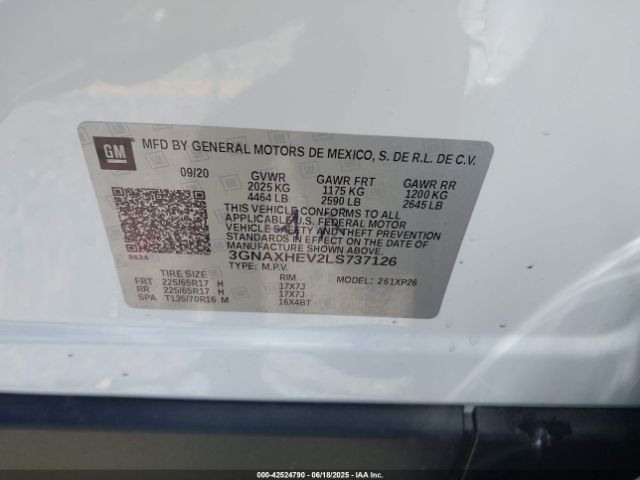 GM MFD BY GENERAL MOTORS DE MEXICO, S. DE R.L. DE C.V.
09/20 GVWR GAWR FRT GAWR RR
2025 KG 1175 KG 1200 KG
4464 LB 2590 LB 2645 LB
THIS VEHICLE CONFORMS TO ALL
APPLICABLE U.S. FEDERAL MOTOR
VEHICLE SAFETY AND THEFT PREVENTION
STANDARDS IN EFFECT ON THE DATE OF
MANUFACTURE SHOWN ABOVE.
3GNAXHEV2LS737126
0624 TYPE: M.P.V.
TIRE SIZE RIM MODEL: 261XP26
FRT 225/65R17 H 17X7J
RR 225/65R17 H 17X7J
SPA T135/70R16 M 16X4BT
000-42524790 - 06/18/2025 - IAAI.COM